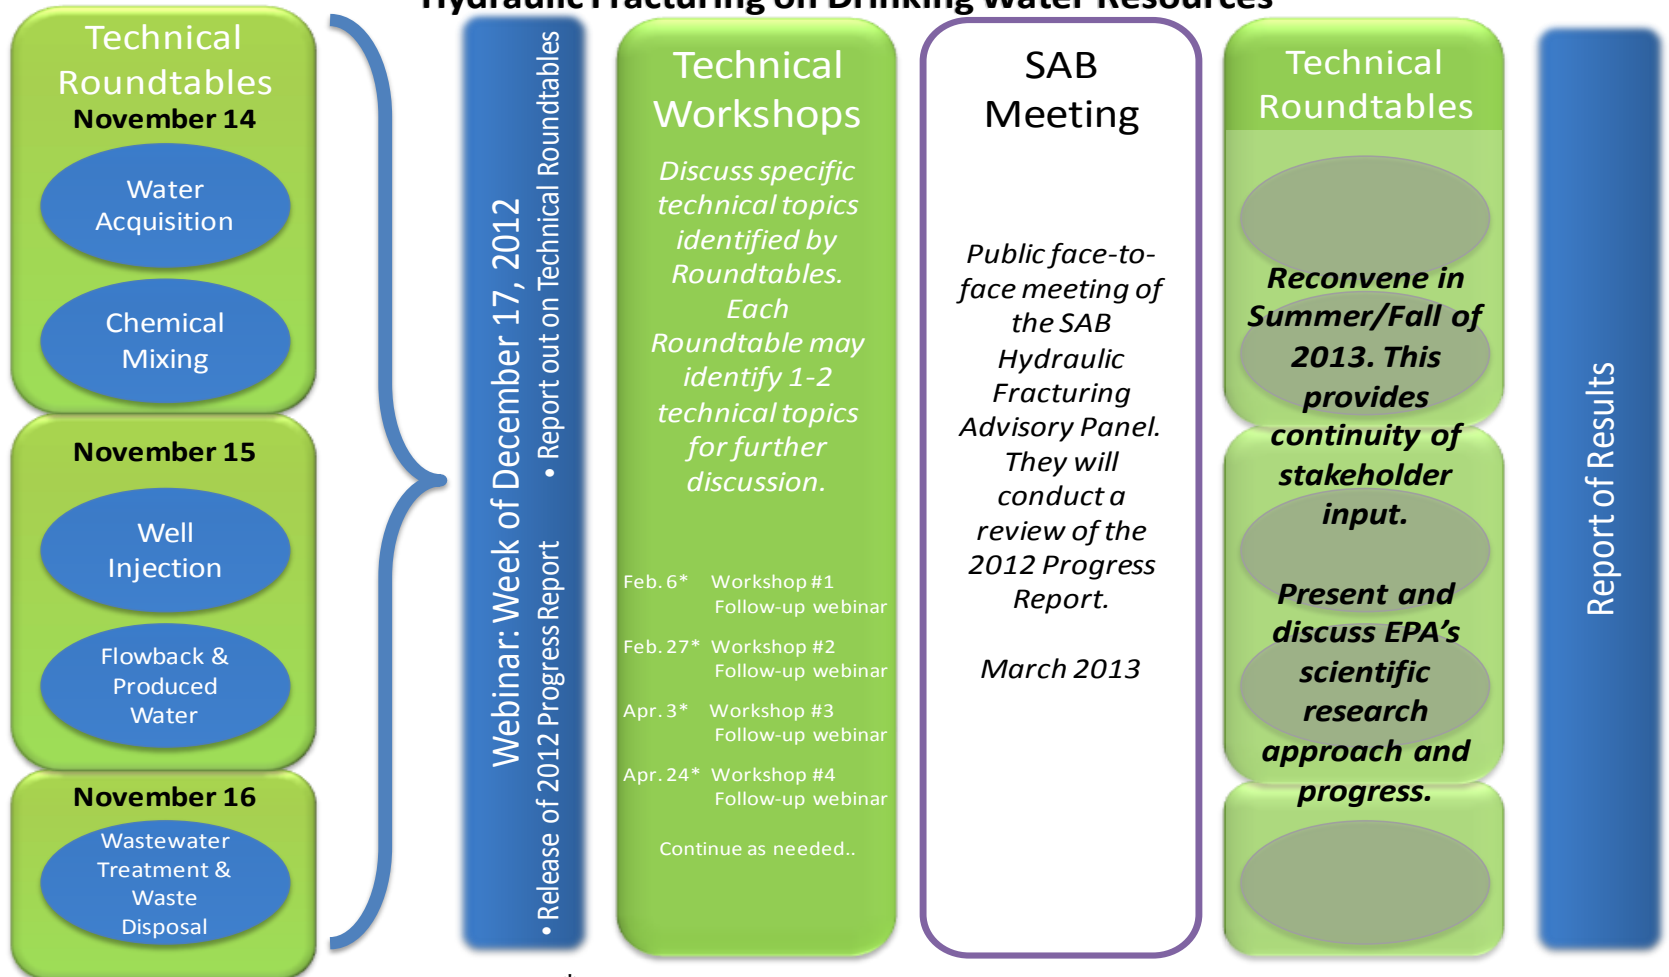 Hydraulic Fracturing on Drinking Water Resources
Technical
Roundtables
November 14
Water
Acquisition
Chemical
Mixing
November 15
Well
Injection
Flowback &
Produced
Water
November 16
Wastewater
Treatment &
Waste
Disposal
Webinar: Week of December 17, 2012
• Release of 2012 Progress Report • Report out on Technical Roundtables
Technical
Workshops
Discuss specific
technical topics
identified by
Roundtables.
Each
Roundtable may
identify 1-2
technical topics
for further
discussion.
Feb. 6* Workshop #1
Follow-up webinar
Feb. 27* Workshop #2
Follow-up webinar
Apr. 3* Workshop #3
Follow-up webinar
Apr. 24* Workshop #4
Follow-up webinar
Continue as needed..
SAB
Meeting
Public face-to-
face meeting of
the SAB
Hydraulic
Fracturing
Advisory Panel.
They will
conduct a
review of the
2012 Progress
Report.
March 2013
Technical
Roundtables
Reconvene in
Summer/Fall of
2013. This
provides
continuity of
stakeholder
input.
Present and
discuss EPA’s
scientific
research
approach and
progress.
Report of Results